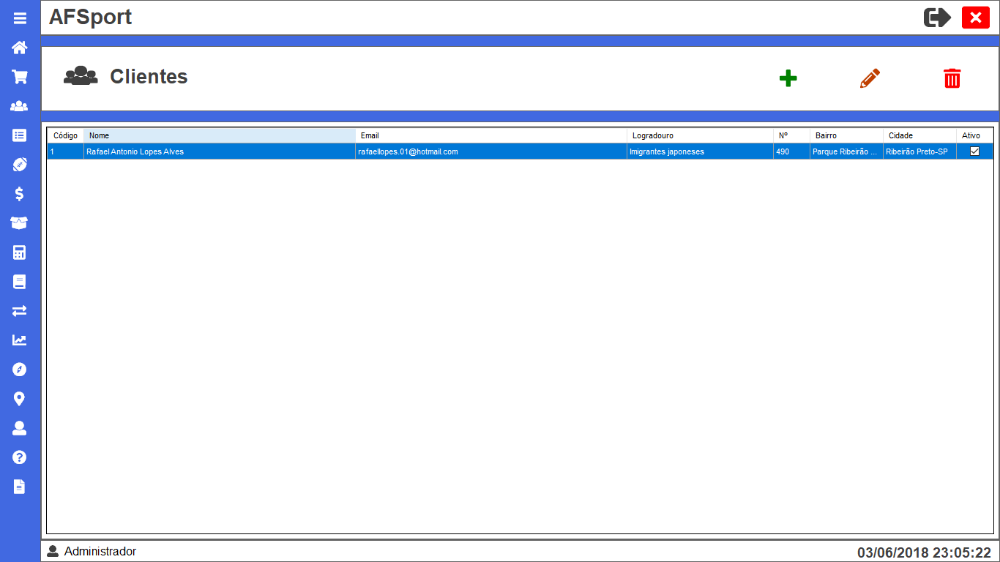 AFSport
Clientes
Código Nome Email Logradouro Nº Bairro Cidade Ativo
1 Rafael Antonio Lopes Alves rafaellopes.01@hotmail.com Imigrantes japoneses 490 Parque Ribeirão ... Ribeirão Preto-SP
Administrador 03/06/2018 23:05:22